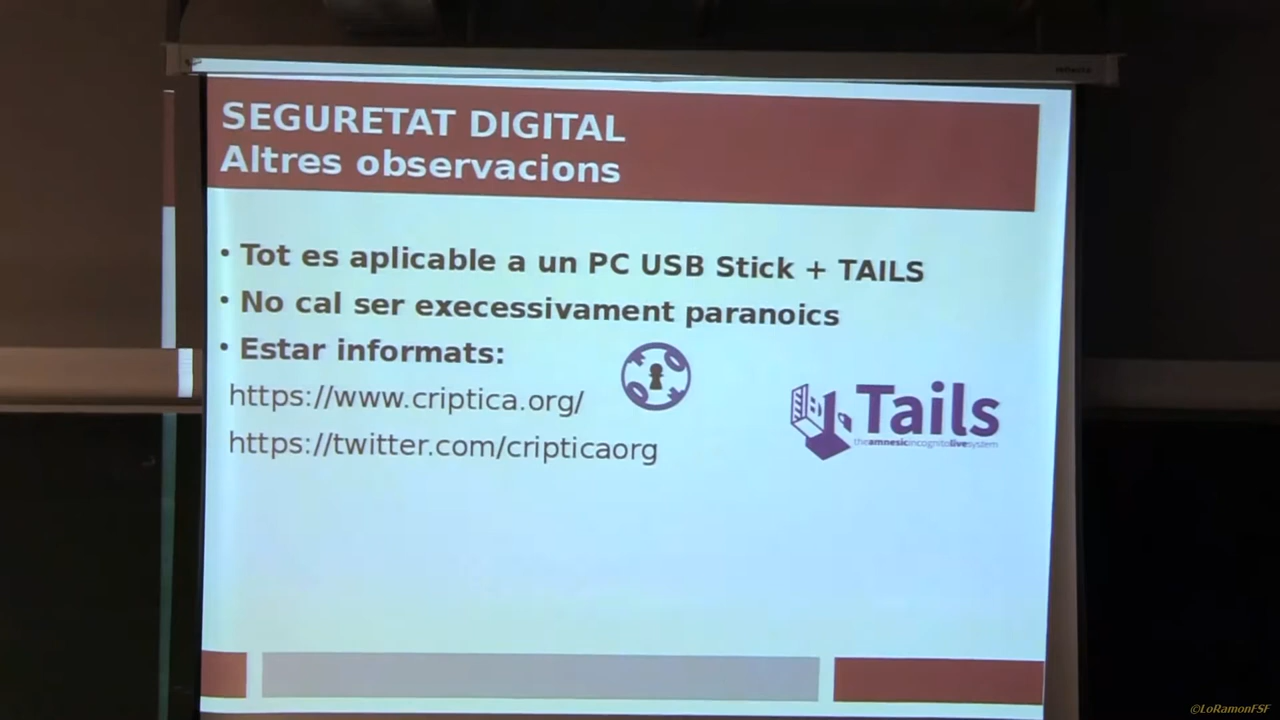 SEGURETAT DIGITAL
Altres observacions
• Tot es aplicable a un PC USB Stick + TAILS
• No cal ser execessivament paranoics
• Estar informats:
https://www.criptica.org/
https://twitter.com/cripticaorg
Tails
theamnesicincognitolivesystem
©LoRamonFSF